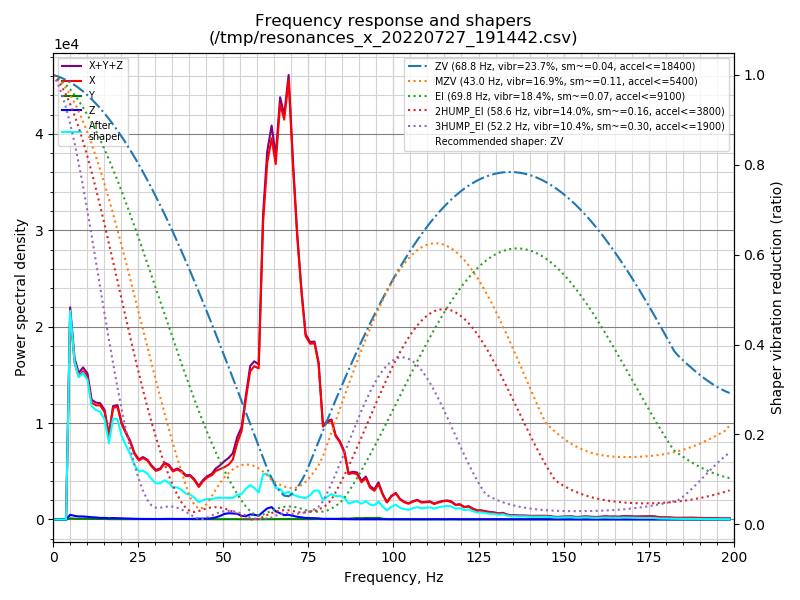 Frequency response and shapers
(/tmp/resonances_x_20220727_191442.csv)
1e4
X+Y+Z
X
Y
Z
After
shaper
ZV (68.8 Hz, vibr=23.7%, sm~=0.04, accel<=18400)
MZV (43.0 Hz, vibr=16.9%, sm~=0.11, accel<=5400)
EI (69.8 Hz, vibr=18.4%, sm~=0.07, accel<=9100)
2HUMP_EI (58.6 Hz, vibr=14.0%, sm~=0.16, accel<=3800)
3HUMP_EI (52.2 Hz, vibr=10.4%, sm~=0.30, accel<=1900)
Recommended shaper: ZV
Power spectral density
4
3
2
1
0
1.0
0.8
0.6
0.4
0.2
0.0
Shaper vibration reduction (ratio)
0 25 50 75 100 125 150 175 200
Frequency, Hz